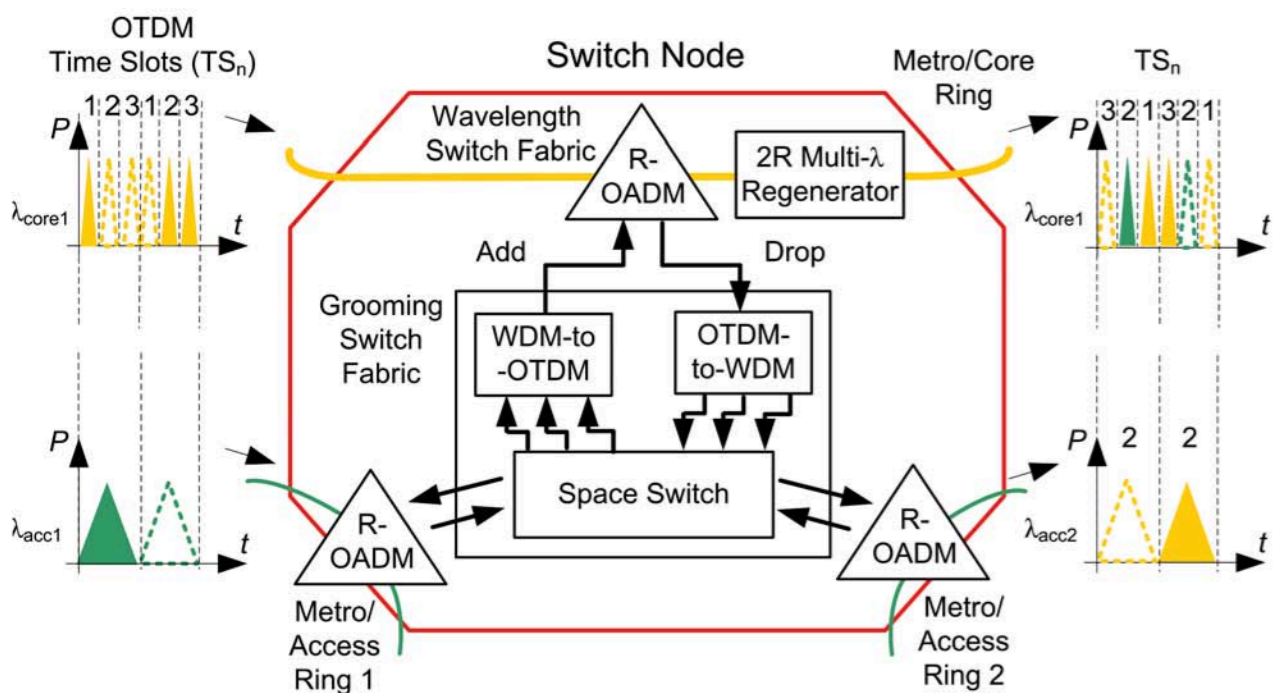 OTDM
Time Slots (TSn)
1 2 3 1 2 3
P
λcore1
t
P
λacc1
t
Switch Node
Wavelength
Switch Fabric
R-
OADM
2R Multi-λ
Regenerator
Metro/Core
Ring
Add
Drop
Grooming
Switch
Fabric
WDM-to
-OTDM
OTDM-
to-WDM
Space Switch
R-
OADM
R-
OADM
Metro/
Access
Ring 1
Metro/
Access
Ring 2
TSn
3 2 1 3 2 1
P
λcore1
t
P
2 2
λacc2
t